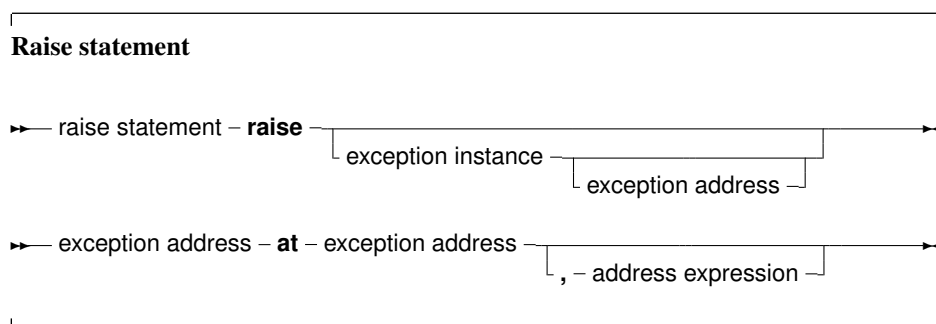 Raise statement
raise statement – raise
exception instance
exception address
exception address – at – exception address
, – address expression